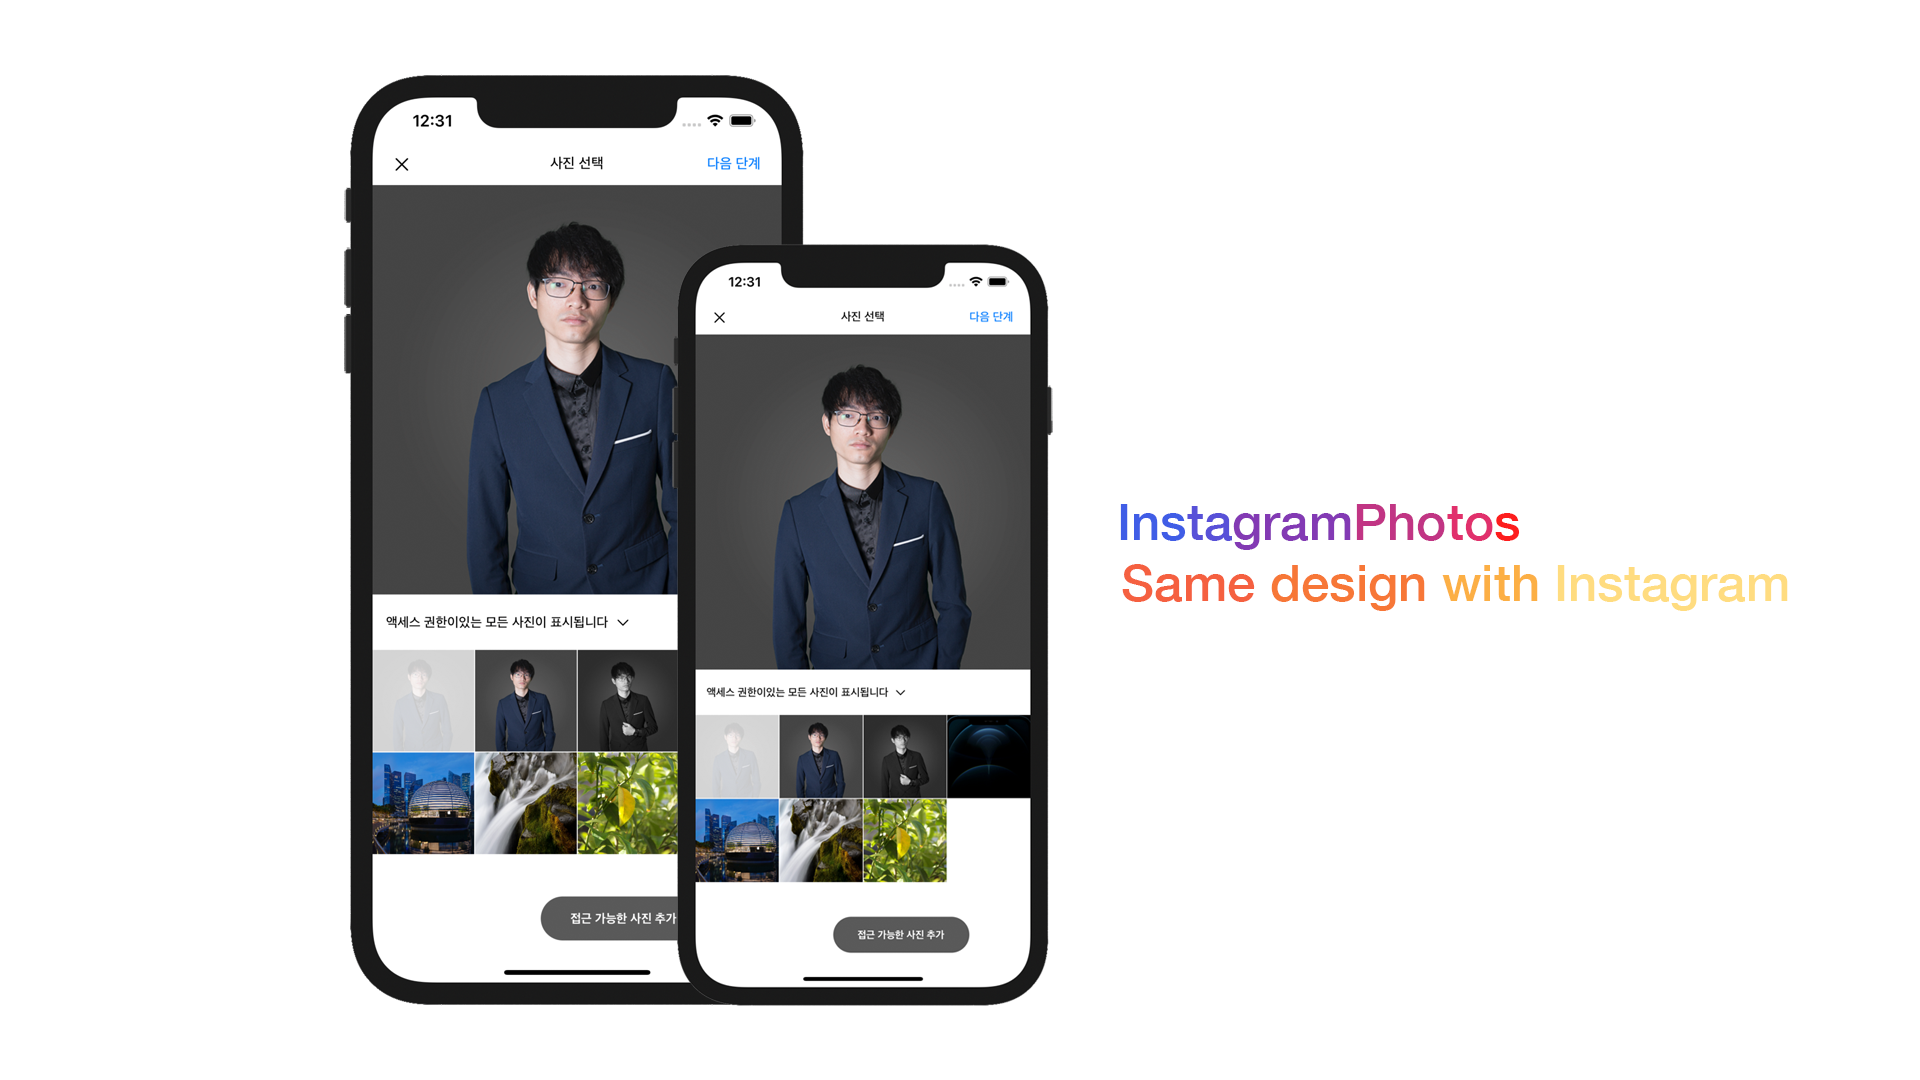 12:31
사진 선택
다음 단계
액세스 권한이있는 모든 사진이 표시됩니다
접근 가능한 사진 추가
12:31
사진 선택
다음 단계
액세스 권한이있는 모든 사진이 표시됩니다
접근 가능한 사진 추가
InstagramPhotos
Same design with Instagram